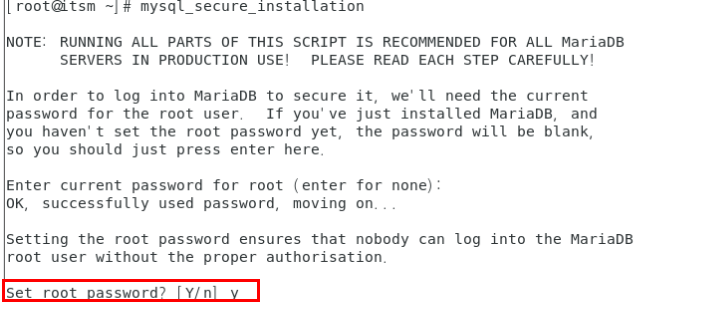 [root@itsm ~]# mysql_secure_installation
NOTE: RUNNING ALL PARTS OF THIS SCRIPT IS RECOMMENDED FOR ALL MariaDB
SERVERS IN PRODUCTION USE!  PLEASE READ EACH STEP CAREFULLY!
In order to log into MariaDB to secure it, we'll need the current
password for the root user.  If you've just installed MariaDB, and
you haven't set the root password yet, the password will be blank,
so you should just press enter here.
Enter current password for root (enter for none):
OK, successfully used password, moving on...
Setting the root password ensures that nobody can log into the MariaDB
root user without the proper authorisation.
Set root password? [Y/n] y